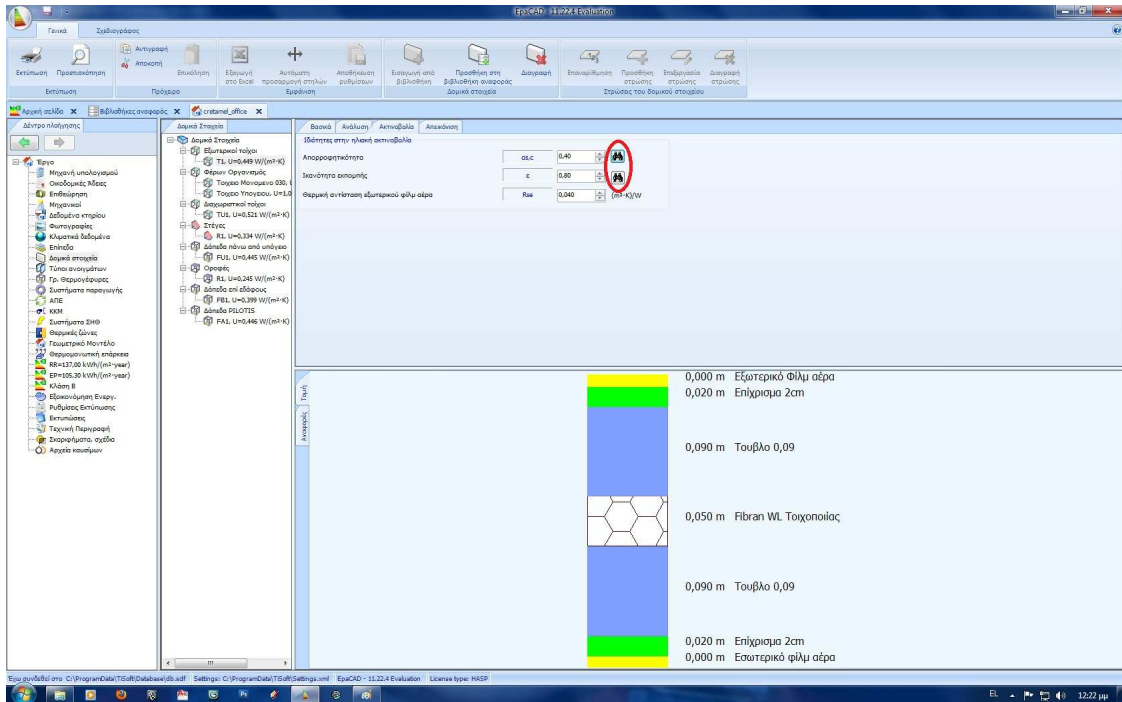 EpaCAD - 11.22.4 Evaluation
Γενικά Σχεδιογράφος
Εκτύπωση Προεπισκόπηση
Αντιγραφή
Αποκοπή
Επικόλληση
Εξαγωγή στο Excel
Αυτόματη προσαρμογή στηλών
Αποθήκευση ρυθμίσεων
Εισαγωγή από βιβλιοθήκη
Προσθήκη στη βιβλιοθήκη αναφοράς
Διαγραφή
Επαναρίθμηση
Προσθήκη στρώσης
Επεξεργασία στρώσης
Διαγραφή στρώσης
Εκτύπωση Πρόχειρο Εμφάνιση Δομικά στοιχεία Στρώσεις του δομικού στοιχείου
Αρχική σελίδα Βιβλιοθήκες αναφοράς cretamel_office
Δέντρο πλοήγησης
Έργο
Μηχανή υπολογισμού
Οικοδομικές Άδειες
Επιθεώρηση
Μηχανικοί
Δεδομένα κτηρίου
Φωτογραφίες
Κλιματικά δεδομένα
Επίπεδα
Δομικά στοιχεία
Τύποι ανοιγμάτων
Γρ. Θερμογέφυρες
Συστήματα παραγωγής
ΑΠΕ
ΚΚΜ
Συστήματα ΣΗΘ
Θερμικές ζώνες
Γεωμετρικό Μοντέλο
Θερμομονωτική επάρκεια
RR=137,00 kWh/(m²·year)
EP=105,30 kWh/(m²·year)
Κλάση Β
Εξοικονόμηση Ενεργ.
Ρυθμίσεις Εκτύπωσης
Εκτυπώσεις
Τεχνική Περιγραφή
Σκαριφήματα, σχέδια
Αρχεία καυσίμων
Δομικά Στοιχεία
Δομικά Στοιχεία
Εξωτερικοί τοίχοι
T1, U=0,449 W/(m²·K)
Φέρων Οργανισμός
Τοιχειο Μονομενο 030, U
Τοιχειο Υπογειου, U=1,0
Διαχωριστικοί τοίχοι
TU1, U=0,521 W/(m²·K)
Στέγες
R1, U=0,334 W/(m²·K)
Δάπεδα πάνω από υπόγειο
FU1, U=0,445 W/(m²·K)
Οροφές
R1, U=0,245 W/(m²·K)
Δάπεδα επί εδάφους
FB1, U=0,399 W/(m²·K)
Δάπεδα PILOTIS
FA1, U=0,446 W/(m²·K)
Βασικά Ανάλυση Ακτινοβολία Απεικόνιση
Ιδιότητες στην ηλιακή ακτινοβολία
Απορροφητικότητα αs,c 0,40
Ικανότητα εκπομπής ε 0,80
Θερμική αντίσταση εξωτερικού φιλμ αέρα Rse 0,040 (m²·K)/W
Τομή
Αναφορές
0,000 m Εξωτερικό Φίλμ αέρα
0,020 m Επίχρισμα 2cm
0,090 m Τουβλο 0,09
0,050 m Fibran WL Τοιχοποιίας
0,090 m Τουβλο 0,09
0,020 m Επίχρισμα 2cm
0,000 m Εσωτερικό φίλμ αέρα
Έχω συνδεθεί στο C:\ProgramData\TiSoft\Database\db.sdf Settings: C:\ProgramData\TiSoft\Settings.xml EpaCAD - 11.22.4 Evaluation License type: HASP
EL 12:22 μμ